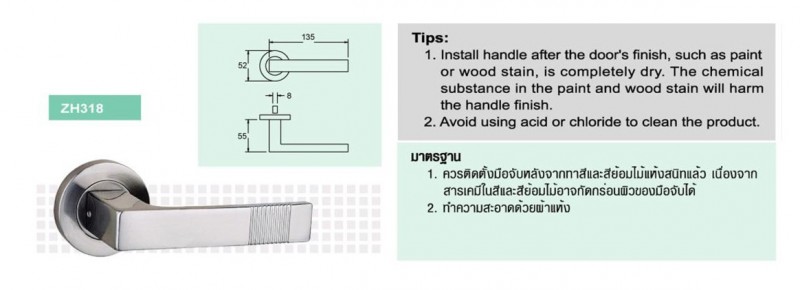 ZH318
135
52
8
55
Tips:
1. Install handle after the door's finish, such as paint
or wood stain, is completely dry. The chemical
substance in the paint and wood stain will harm
the handle finish.
2. Avoid using acid or chloride to clean the product.
มาตรฐาน
1. ควรติดตั้งมือจับหลังจากทาสีและสีย้อมไม้แห้งสนิทแล้ว เนื่องจาก
สารเคมีในสีและสีย้อมไม้อาจกัดกร่อนผิวของมือจับได้
2. ทำความสะอาดด้วยผ้าแห้ง